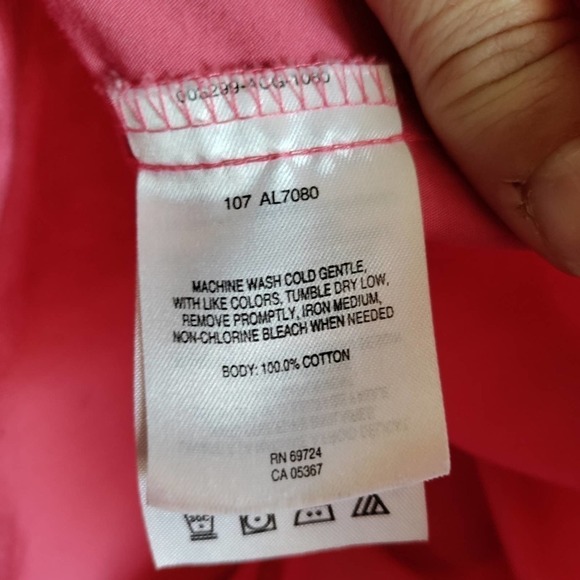 107 AL7080
MACHINE WASH COLD GENTLE,
WITH LIKE COLORS, TUMBLE DRY LOW,
REMOVE PROMPTLY, IRON MEDIUM,
NON-CHLORINE BLEACH WHEN NEEDED
BODY: 100.0% COTTON
RN 69724
CA 05367
30C